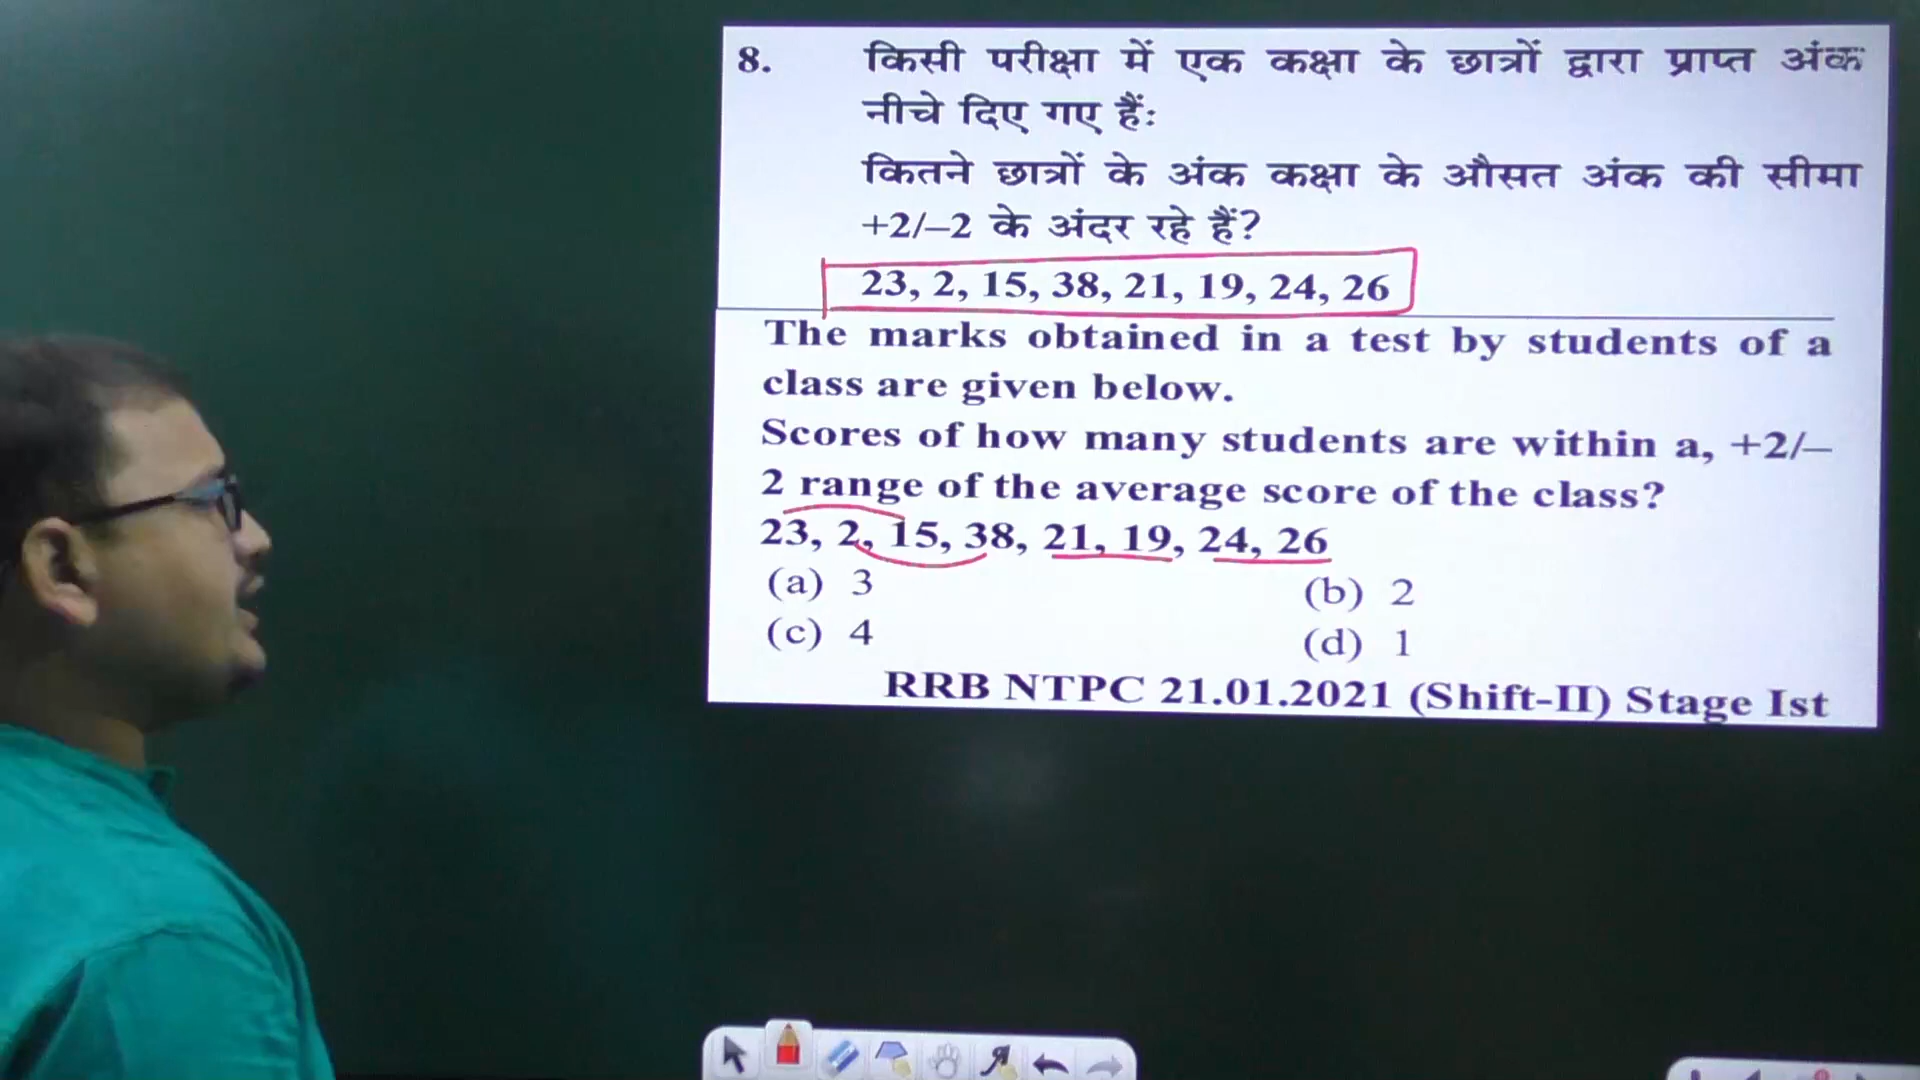 8. किसी परीक्षा में एक कक्षा के छात्रों द्वारा प्राप्त अंक
नीचे दिए गए हैंः
कितने छात्रों के अंक कक्षा के औसत अंक की सीमा
+2/–2 के अंदर रहे हैं?
23, 2, 15, 38, 21, 19, 24, 26
The marks obtained in a test by students of a
class are given below.
Scores of how many students are within a, +2/–
2 range of the average score of the class?
23, 2, 15, 38, 21, 19, 24, 26
(a) 3 (b) 2
(c) 4 (d) 1
RRB NTPC 21.01.2021 (Shift-II) Stage Ist